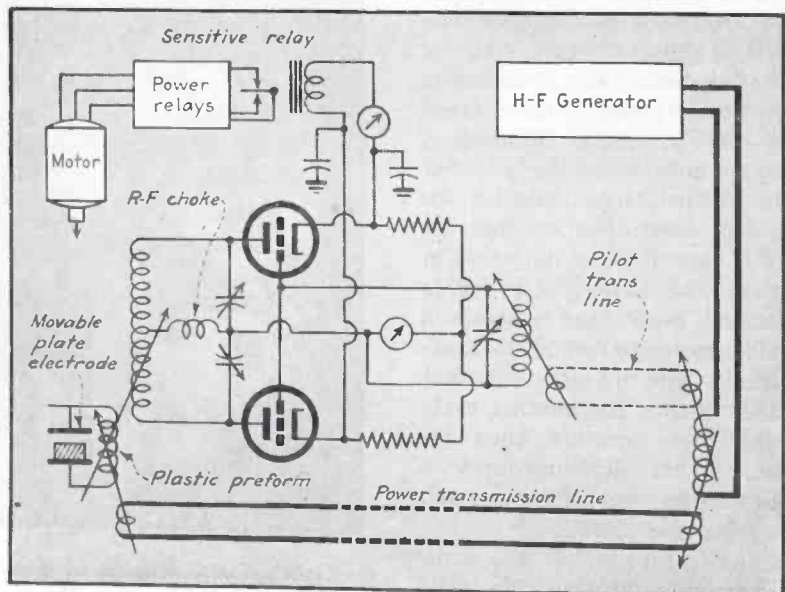 Sensitive relay
Power
relays
H-F Generator
Motor
R-F choke
Pilot
trans
line
Movable
plate
electrode
Plastic preform
Power transmission line